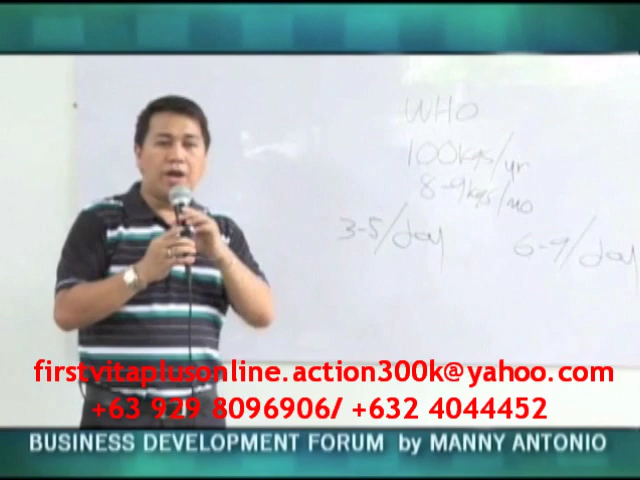 WHO
100kgs/yr
8-9kgs/mo
3-5/day 6-9/day
firstvitaplusonline.action300k@yahoo.com
+63 929 8096906/ +632 4044452
BUSINESS DEVELOPMENT FORUM by MANNY ANTONIO